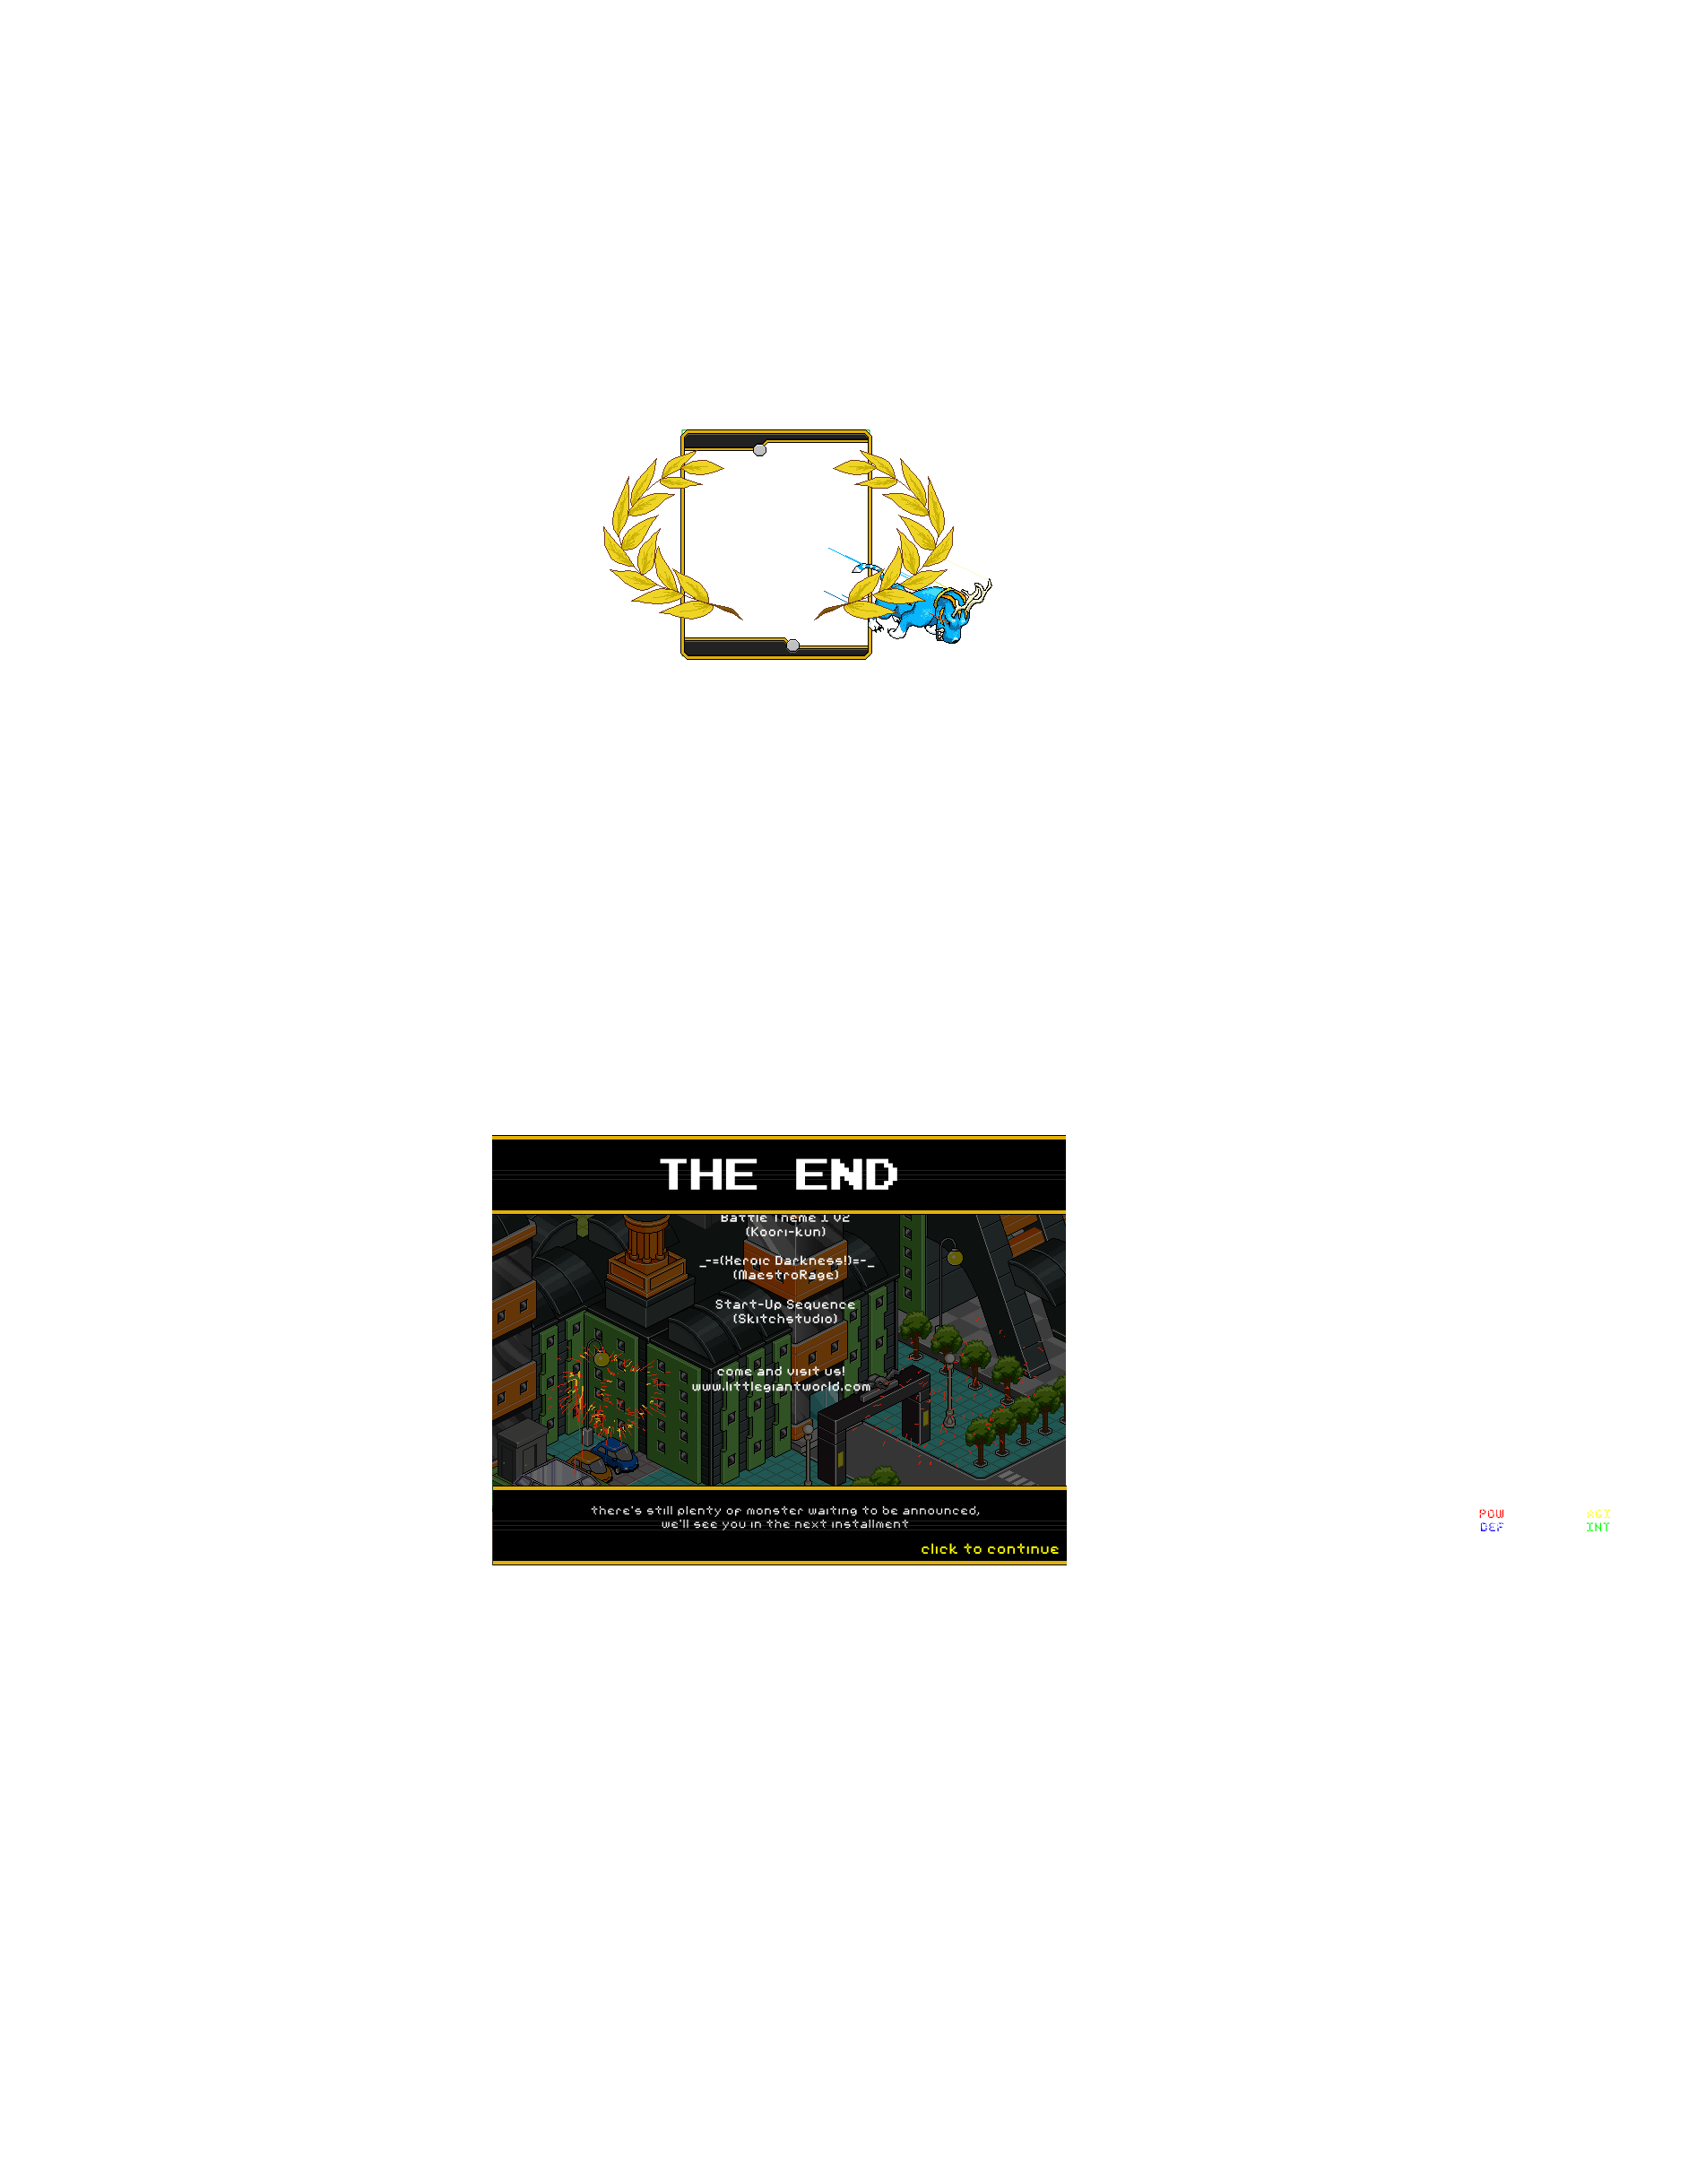 THE END
Battle Theme 1 V2
(Koori-kun)
_-=(Xeroic Darkness!)=-_
(MaestroRage)
Start-Up Sequence
(Skitchstudio)
come and visit us!
www.littlegiantworld.com
there's still plenty of monster waiting to be announced,
we'll see you in the next installment
click to continue
POW AGI
DEF INT